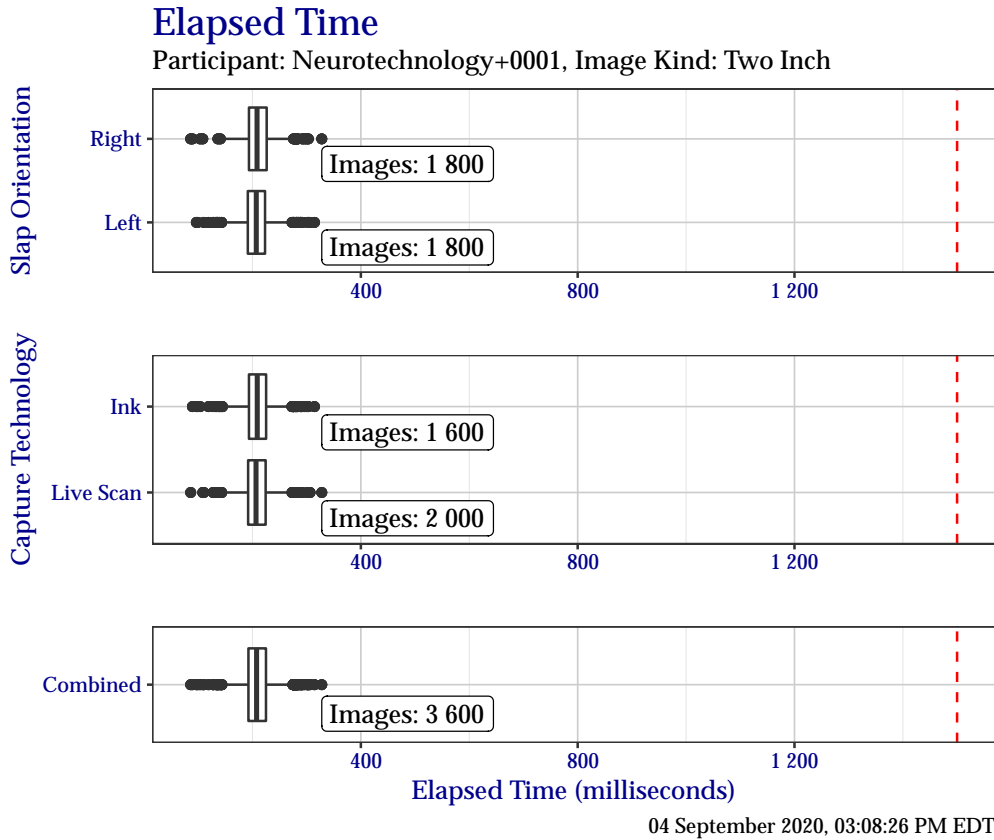 Elapsed Time
Participant: Neurotechnology+0001, Image Kind: Two Inch
Slap Orientation
Right
Images: 1 800
Left
Images: 1 800
400 800 1 200
Capture Technology
Ink
Images: 1 600
Live Scan
Images: 2 000
400 800 1 200
Combined
Images: 3 600
400 800 1 200
Elapsed Time (milliseconds)
04 September 2020, 03:08:26 PM EDT